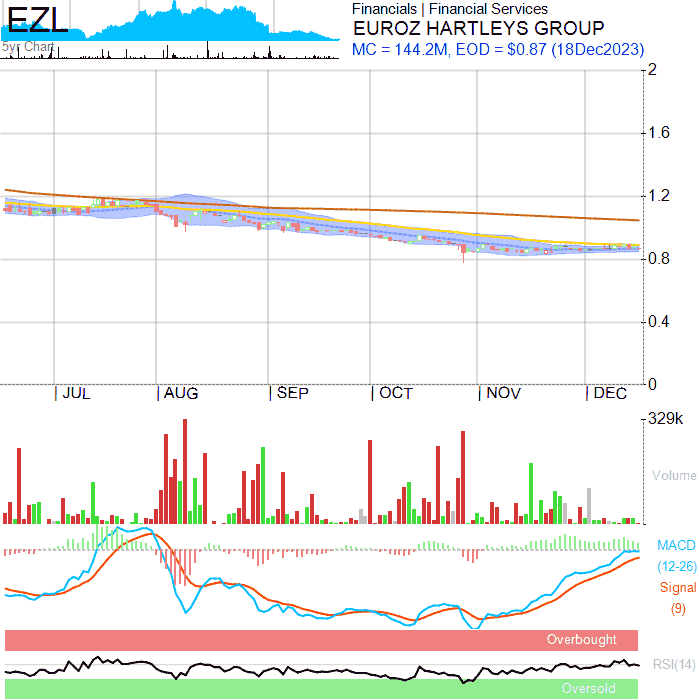 EZL
5yr Chart
Financials | Financial Services
EUROZ HARTLEYS GROUP
MC = 144.2M, EOD = $0.87 (18Dec2023)
2
1.6
1.2
0.8
0.4
0
JUL AUG SEP OCT NOV DEC
329k
Volume
MACD
(12-26)
Signal
(9)
Overbought
RSI(14)
Oversold